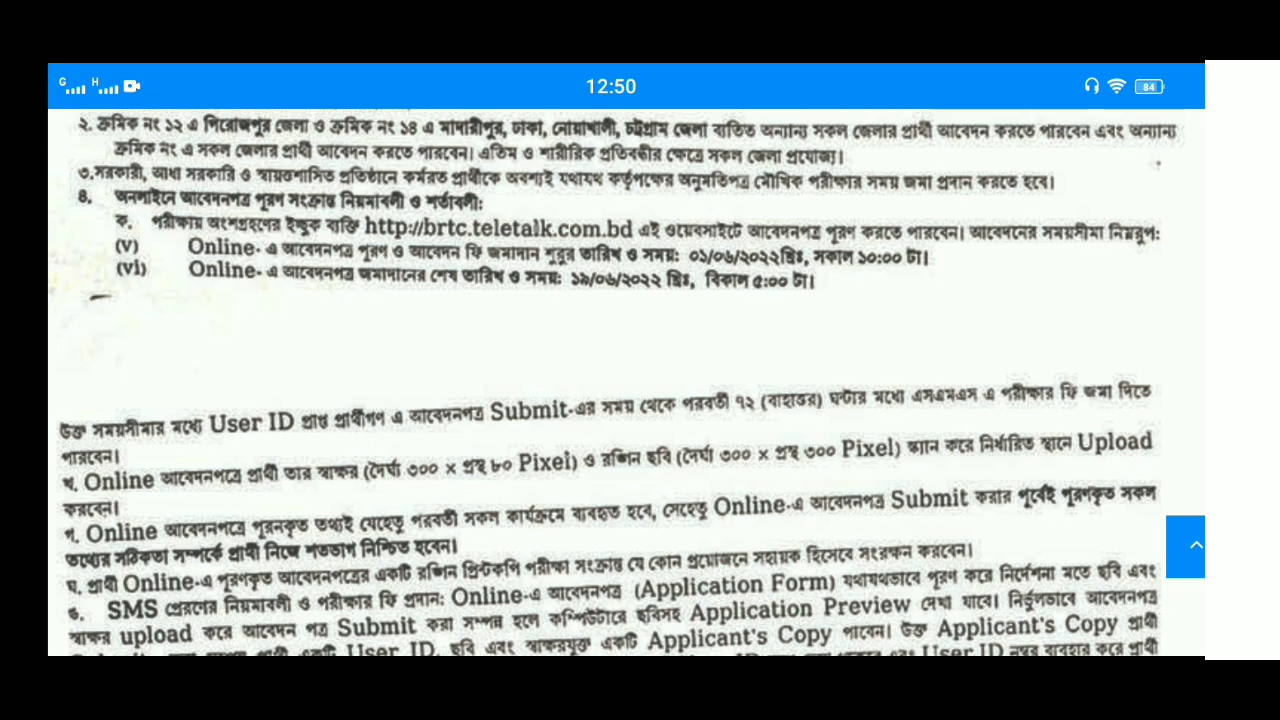 12:50
84
২. ক্রমিক নং ১২ এ পিরোজপুর জেলা ও ক্রমিক নং ১৪ এ মাদারীপুর, ঢাকা, নোয়াখালী, চট্টগ্রাম জেলা ব্যতিত অন্যান্য সকল জেলার প্রার্থী আবেদন করতে পারবেন এবং অন্যান্য
ক্রমিক নং এ সকল জেলার প্রার্থী আবেদন করতে পারবেন। এতিম ও শারীরিক প্রতিবন্ধীর ক্ষেত্রে সকল জেলা প্রযোজ্য।
৩.সরকারী, আধা সরকারি ও স্বায়ত্তশাসিত প্রতিষ্ঠানে কর্মরত প্রার্থীকে অবশ্যই যথাযথ কর্তৃপক্ষের অনুমতিপত্র মৌখিক পরীক্ষার সময় জমা প্রদান করতে হবে।
৪. অনলাইনে আবেদনপত্র পূরণ সংক্রান্ত নিয়মাবলী ও শর্তাবলী:
ক. পরীক্ষায় অংশগ্রহণের ইচ্ছুক ব্যক্তি http://brtc.teletalk.com.bd এই ওয়েবসাইটে আবেদনপত্র পূরণ করতে পারবেন। আবেদনের সময়সীমা নিম্নরুপ:
(v) Online- এ আবেদনপত্র পূরণ ও আবেদন ফি জমাদান শুরুর তারিখ ও সময়: ০১/০৬/২০২২খ্রিঃ, সকাল ১০:০০ টা।
(vi) Online- এ আবেদনপত্র জমাদানের শেষ তারিখ ও সময়: ১৯/০৬/২০২২ খ্রিঃ, বিকাল ৫:০০ টা।
উক্ত সময়সীমার মধ্যে User ID প্রাপ্ত প্রার্থীগণ এ আবেদনপত্র Submit-এর সময় থেকে পরবর্তী ৭২ (বাহাত্তর) ঘন্টার মধ্যে এসএমএস এ পরীক্ষার ফি জমা দিতে
পারবেন।
খ. Online আবেদনপত্রে প্রার্থী তার স্বাক্ষর (দৈর্ঘ্য ৩০০ × প্রস্থ ৮০ Pixel) ও রঙ্গিন ছবি (দৈর্ঘ্য ৩০০ × প্রস্থ ৩০০ Pixel) স্ক্যান করে নির্ধারিত স্থানে Upload
করবেন।
গ. Online আবেদনপত্রে পূরনকৃত তথ্যই যেহেতু পরবর্তী সকল কার্যক্রমে ব্যবহৃত হবে, সেহেতু Online-এ আবেদনপত্র Submit করার পূর্বেই পূরণকৃত সকল
তথ্যের সঠিকতা সম্পর্কে প্রার্থী নিজে শতভাগ নিশ্চিত হবেন।
ঘ. প্রার্থী Online-এ পূরণকৃত আবেদনপত্রের একটি রঙ্গিন প্রিন্টকপি পরীক্ষা সংক্রান্ত যে কোন প্রয়োজনে সহায়ক হিসেবে সংরক্ষন করবেন।
ঙ. SMS প্রেরণের নিয়মাবলী ও পরীক্ষার ফি প্রদান: Online-এ আবেদনপত্র (Application Form) যথাযথভাবে পূরণ করে নির্দেশনা মতে ছবি এবং
স্বাক্ষর upload করে আবেদন পত্র Submit করা সম্পন্ন হলে কম্পিউটারে ছবিসহ Application Preview দেখা যাবে। নির্ভুলভাবে আবেদনপত্র
প্রার্থী একটি User ID, ছবি এবং স্বাক্ষরযুক্ত একটি Applicant's Copy পাবেন। উক্ত Applicant's Copy প্রার্থী
এবং User ID নম্বর ব্যবহার করে প্রার্থী